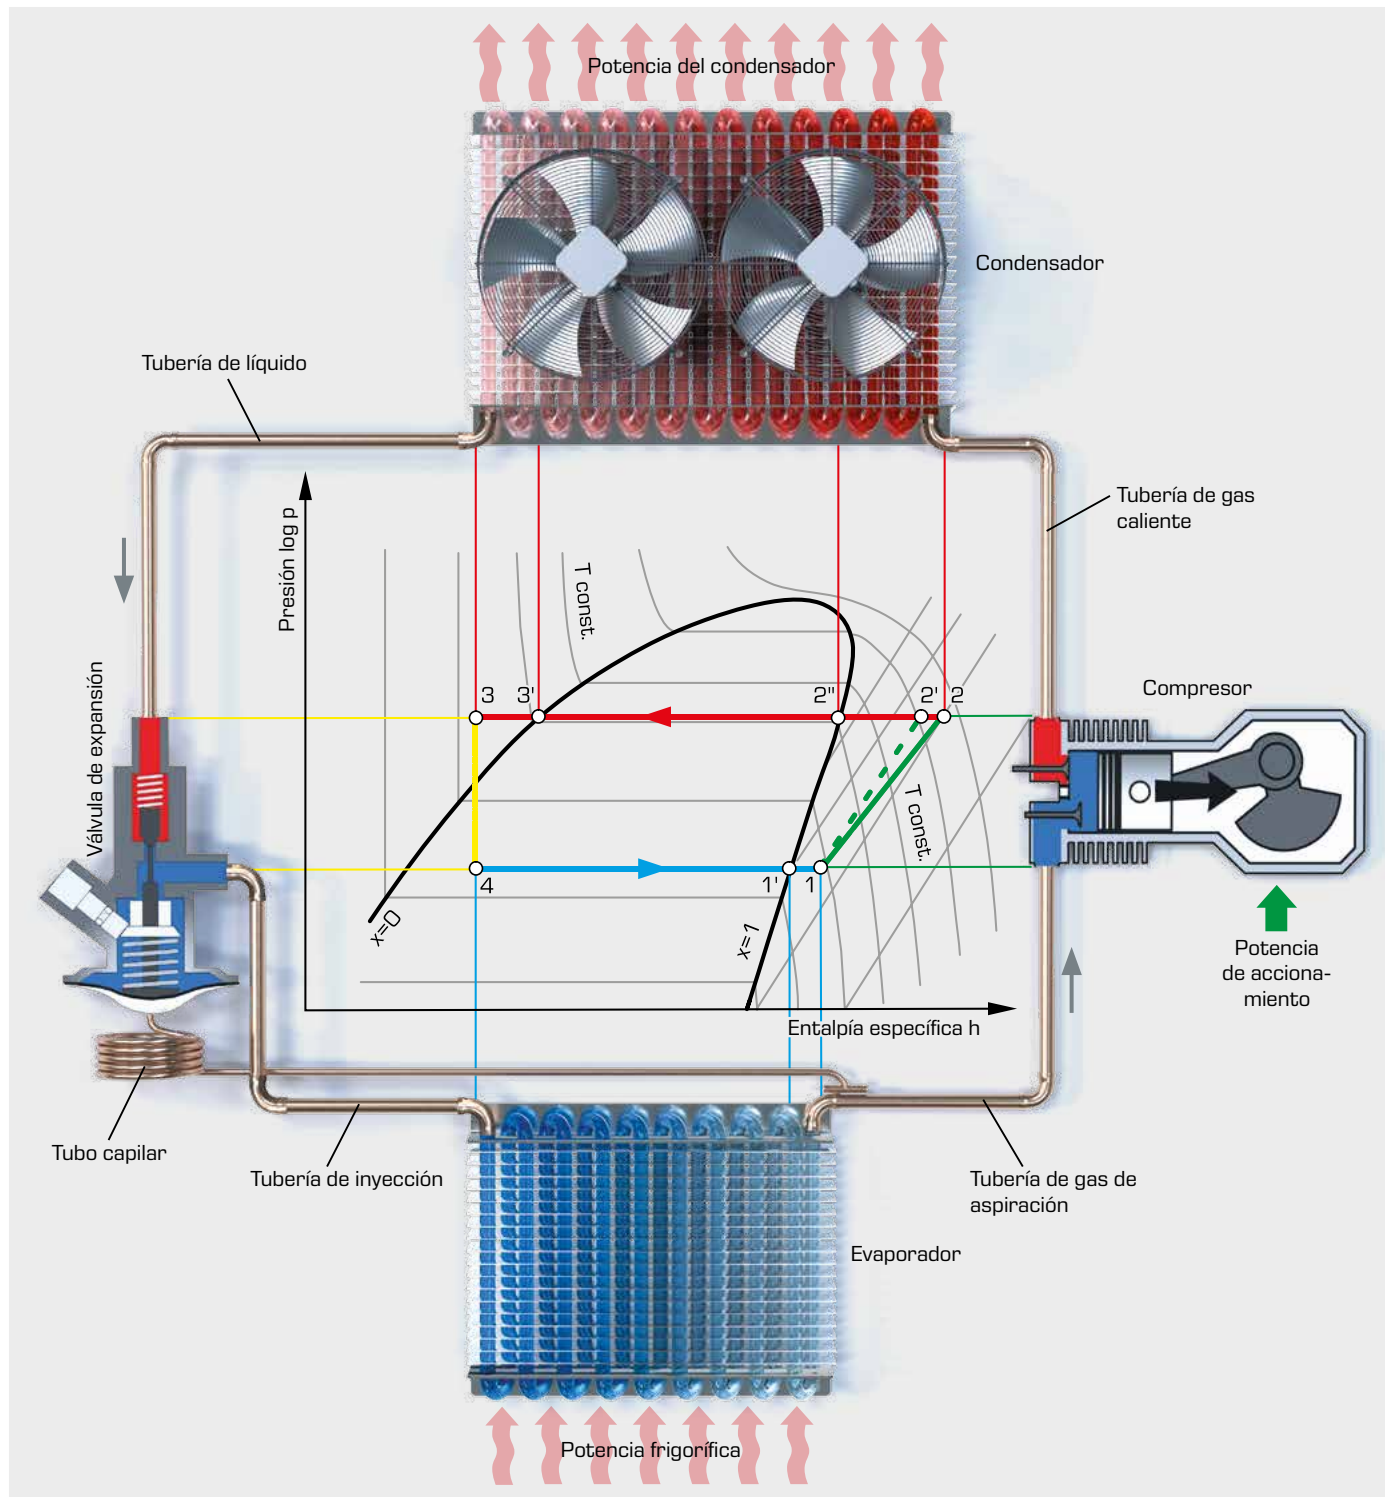 Potencia del condensador
Condensador
Tubería de líquido
Tubería de gas
caliente
Presión log p
T const.
Válvula de expansión
3
3'
2"
2'
2
Compresor
T const.
4
1'
1
x=0
x=1
Potencia
de acciona-
miento
Entalpía específica h
Tubo capilar
Tubería de inyección
Tubería de gas de
aspiración
Evaporador
Potencia frigorífica